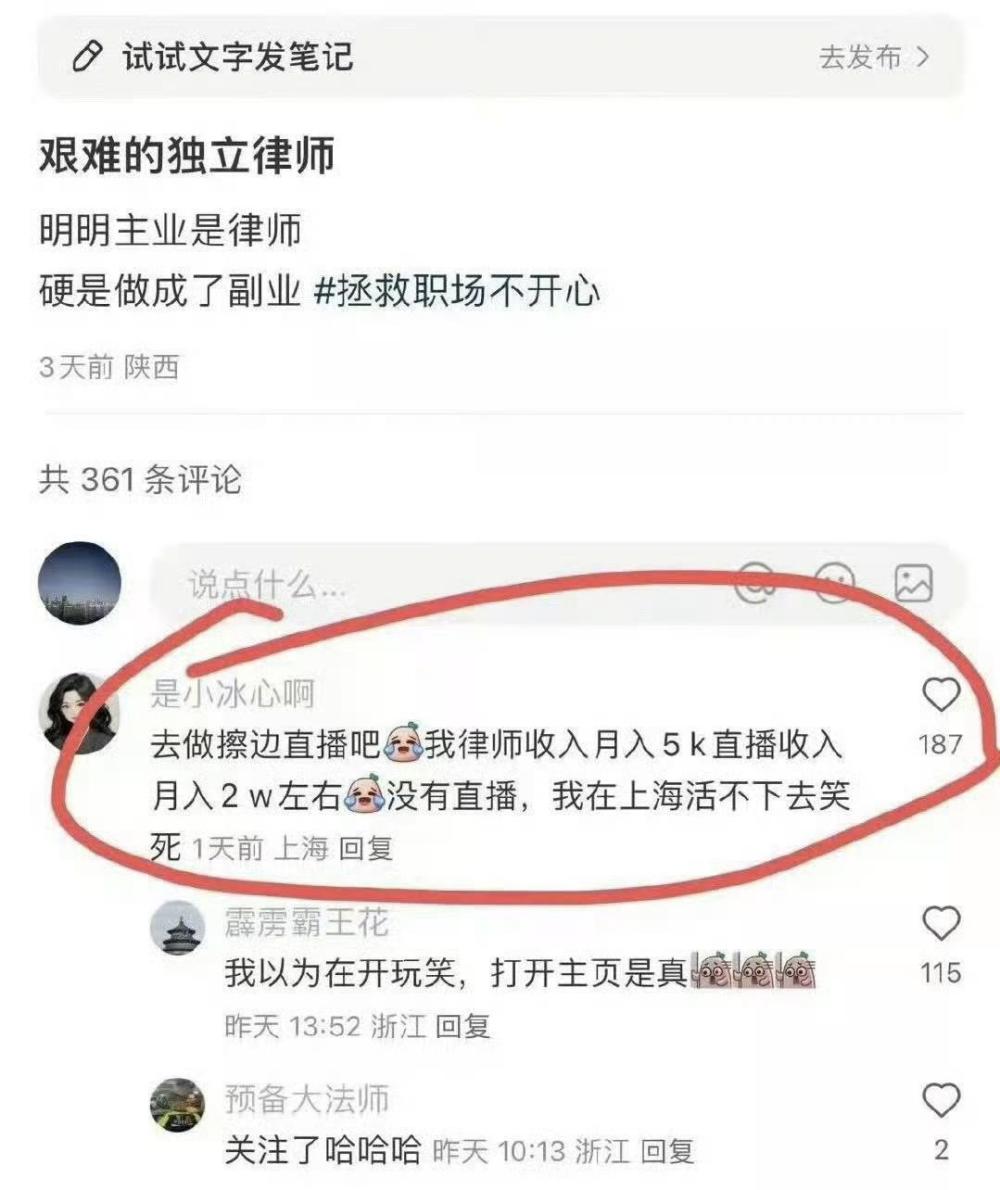 试试文字发笔记
去发布
艰难的独立律师
明明主业是律师
硬是做成了副业 #拯救职场不开心
3天前 陕西
共 361 条评论
说点什么...
是小冰心啊
去做擦边直播吧我律师收入月入5k直播收入
187
月入2w左右没有直播，我在上海活不下去笑
死 1天前 上海 回复
霹雳霸王花
我以为在开玩笑，打开主页是真
115
昨天 13:52 浙江 回复
预备大法师
关注了哈哈哈 昨天 10:13 浙江 回复
2